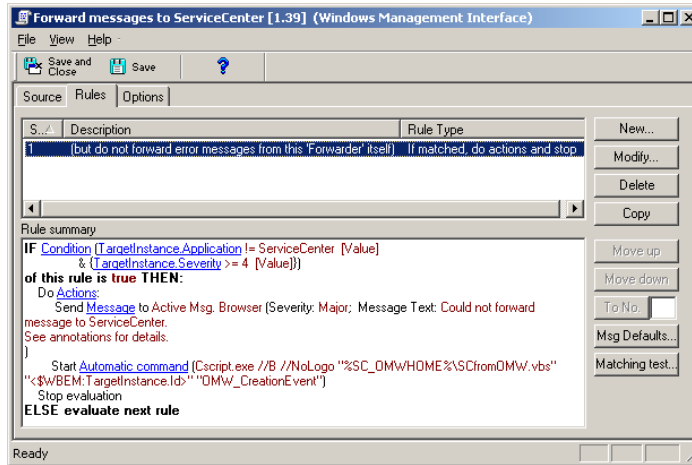 Forward messages to ServiceCenter [1.39] (Windows Management Interface)
File View Help
Save and Close Save ?
Source Rules Options
S... Description Rule Type
1 (but do not forward error messages from this 'Forwarder' itself) If matched, do actions and stop
New...
Modify...
Delete
Copy
Rule summary
IF Condition (TargetInstance.Application != ServiceCenter [Value]
& {TargetInstance.Severity >= 4 [Value]})
of this rule is true THEN:
Do Actions:
Send Message to Active Msg. Browser (Severity: Major; Message Text: Could not forward
message to ServiceCenter.
See annotations for details.
)
Start Automatic command (Cscript.exe //B //NoLogo "%SC_OMWHOME%\SCfromOMW.vbs"
"<$WBEM:TargetInstance.Id>" "OMW_CreationEvent")
Stop evaluation
ELSE evaluate next rule
Move up
Move down
To No.
Msg Defaults...
Matching test...
Ready